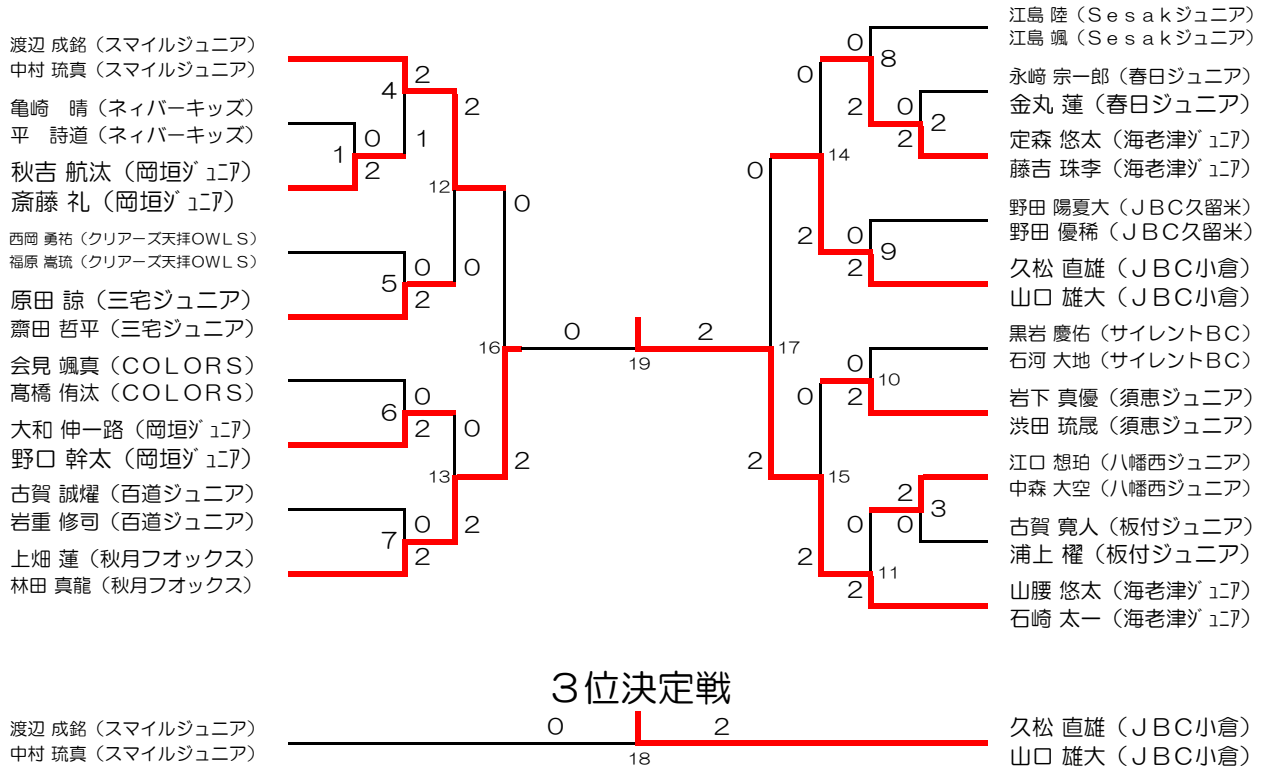 渡辺 成銘（スマイルジュニア）
中村 琉真（スマイルジュニア）
亀崎　晴（ネィバーキッズ）
平　詩道（ネィバーキッズ）
秋吉 航汰（岡垣ｼﾞｭﾆｱ）
斎藤 礼（岡垣ｼﾞｭﾆｱ）
西岡 勇祐（クリアーズ天拝OWLS）
福原 嵩琉（クリアーズ天拝OWLS）
原田 諒（三宅ジュニア）
齋田 哲平（三宅ジュニア）
会見 颯真（COLORS）
髙橋 侑汰（COLORS）
大和 伸一路（岡垣ｼﾞｭﾆｱ）
野口 幹太（岡垣ｼﾞｭﾆｱ）
古賀 誠燿（百道ジュニア）
岩重 修司（百道ジュニア）
上畑 蓮（秋月フオックス）
林田 真龍（秋月フオックス）
4
2
1
0
2
1
2
12
0
5
0
2
0
16
6
0
2
0
13
2
7
0
2
2
0
19
2
江島 陸（Ｓｅｓａｋジュニア）
江島 颯（Ｓｅｓａｋジュニア）
永﨑 宗一郎（春日ジュニア）
金丸 蓮（春日ジュニア）
定森 悠太（海老津ｼﾞｭﾆｱ）
藤吉 珠李（海老津ｼﾞｭﾆｱ）
野田 陽夏大（ＪＢＣ久留米）
野田 優稀（ＪＢＣ久留米）
久松 直雄（ＪＢＣ小倉）
山口 雄大（ＪＢＣ小倉）
黒岩 慶佑（サイレントＢＣ）
石河 大地（サイレントＢＣ）
岩下 真優（須恵ジュニア）
渋田 琉晟（須恵ジュニア）
江口 想珀（八幡西ジュニア）
中森 大空（八幡西ジュニア）
古賀 寛人（板付ジュニア）
浦上 櫂（板付ジュニア）
山腰 悠太（海老津ｼﾞｭﾆｱ）
石崎 太一（海老津ｼﾞｭﾆｱ）
0
8
0
2
0
2
2
14
0
2
0
9
2
17
0
10
0
2
2
15
2
3
0
0
2
11
2
３位決定戦
渡辺 成銘（スマイルジュニア）
中村 琉真（スマイルジュニア）
0
18
2
久松 直雄（ＪＢＣ小倉）
山口 雄大（ＪＢＣ小倉）